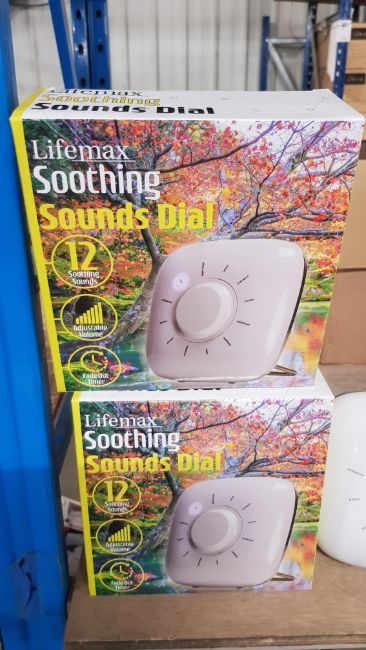 Lifemax
Soothing
Sounds Dial
Lifemax
Soothing
Sounds Dial
12
Soothing
Sounds
Adjustable
Volume
Fade Out
Timer
Lifemax
Soothing
Sounds Dial
12
Soothing
Sounds
Adjustable
Volume
Fade Out
Timer